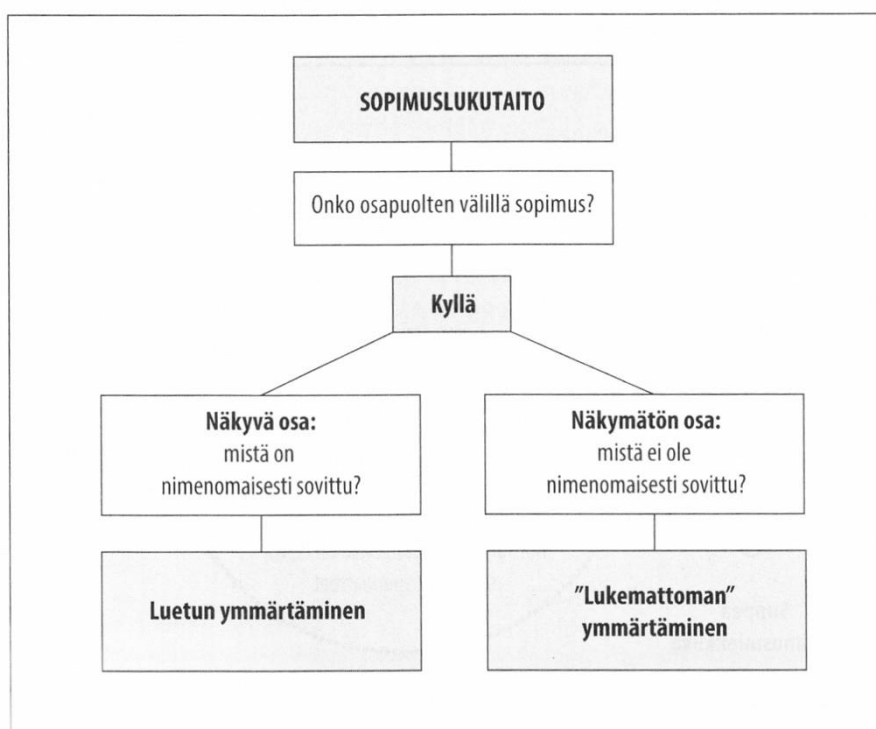 SOPIMUSLUKUTAITO
Onko osapuolten välillä sopimus?
Kyllä
Näkyvä osa:
mistä on
nimenomaisesti sovittu?
Näkymätön osa:
mistä ei ole
nimenomaisesti sovittu?
Luetun ymmärtäminen
”Lukemattoman”
ymmärtäminen